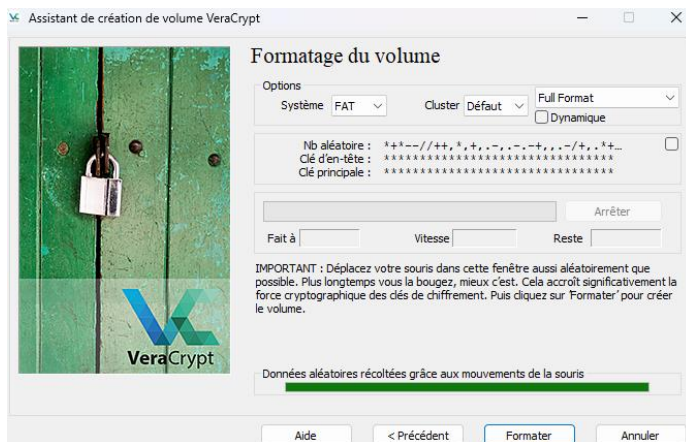 Assistant de création de volume VeraCrypt
Formatage du volume
Options
Système FAT Cluster Défaut Full Format
Dynamique
Nb aléatoire : *+*--//++,*,+,.-,.-.-+,,.-/+,.*+…
Clé d'en-tête : ********************************
Clé principale : ********************************
Arrêter
Fait à Vitesse Reste
IMPORTANT : Déplacez votre souris dans cette fenêtre aussi aléatoirement que
possible. Plus longtemps vous la bougez, mieux c'est. Cela accroît significativement la
force cryptographique des clés de chiffrement. Puis cliquez sur 'Formater' pour créer
le volume.
VeraCrypt
Données aléatoires récoltées grâce aux mouvements de la souris
Aide < Précédent Formater Annuler